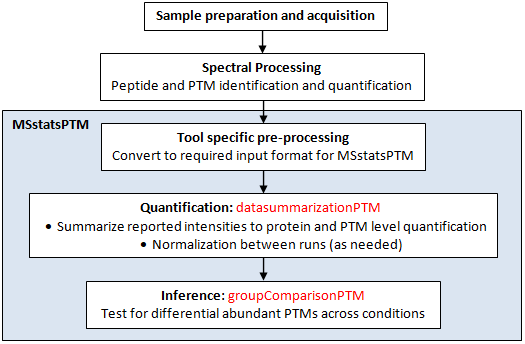 Sample preparation and acquisition
Spectral Processing
Peptide and PTM identification and quantification
MSstatsPTM
Tool specific pre-processing
Convert to required input format for MSstatsPTM
Quantification: datasummarizationPTM
• Summarize reported intensities to protein and PTM level quantification
• Normalization between runs (as needed)
Inference: groupComparisonPTM
Test for differential abundant PTMs across conditions